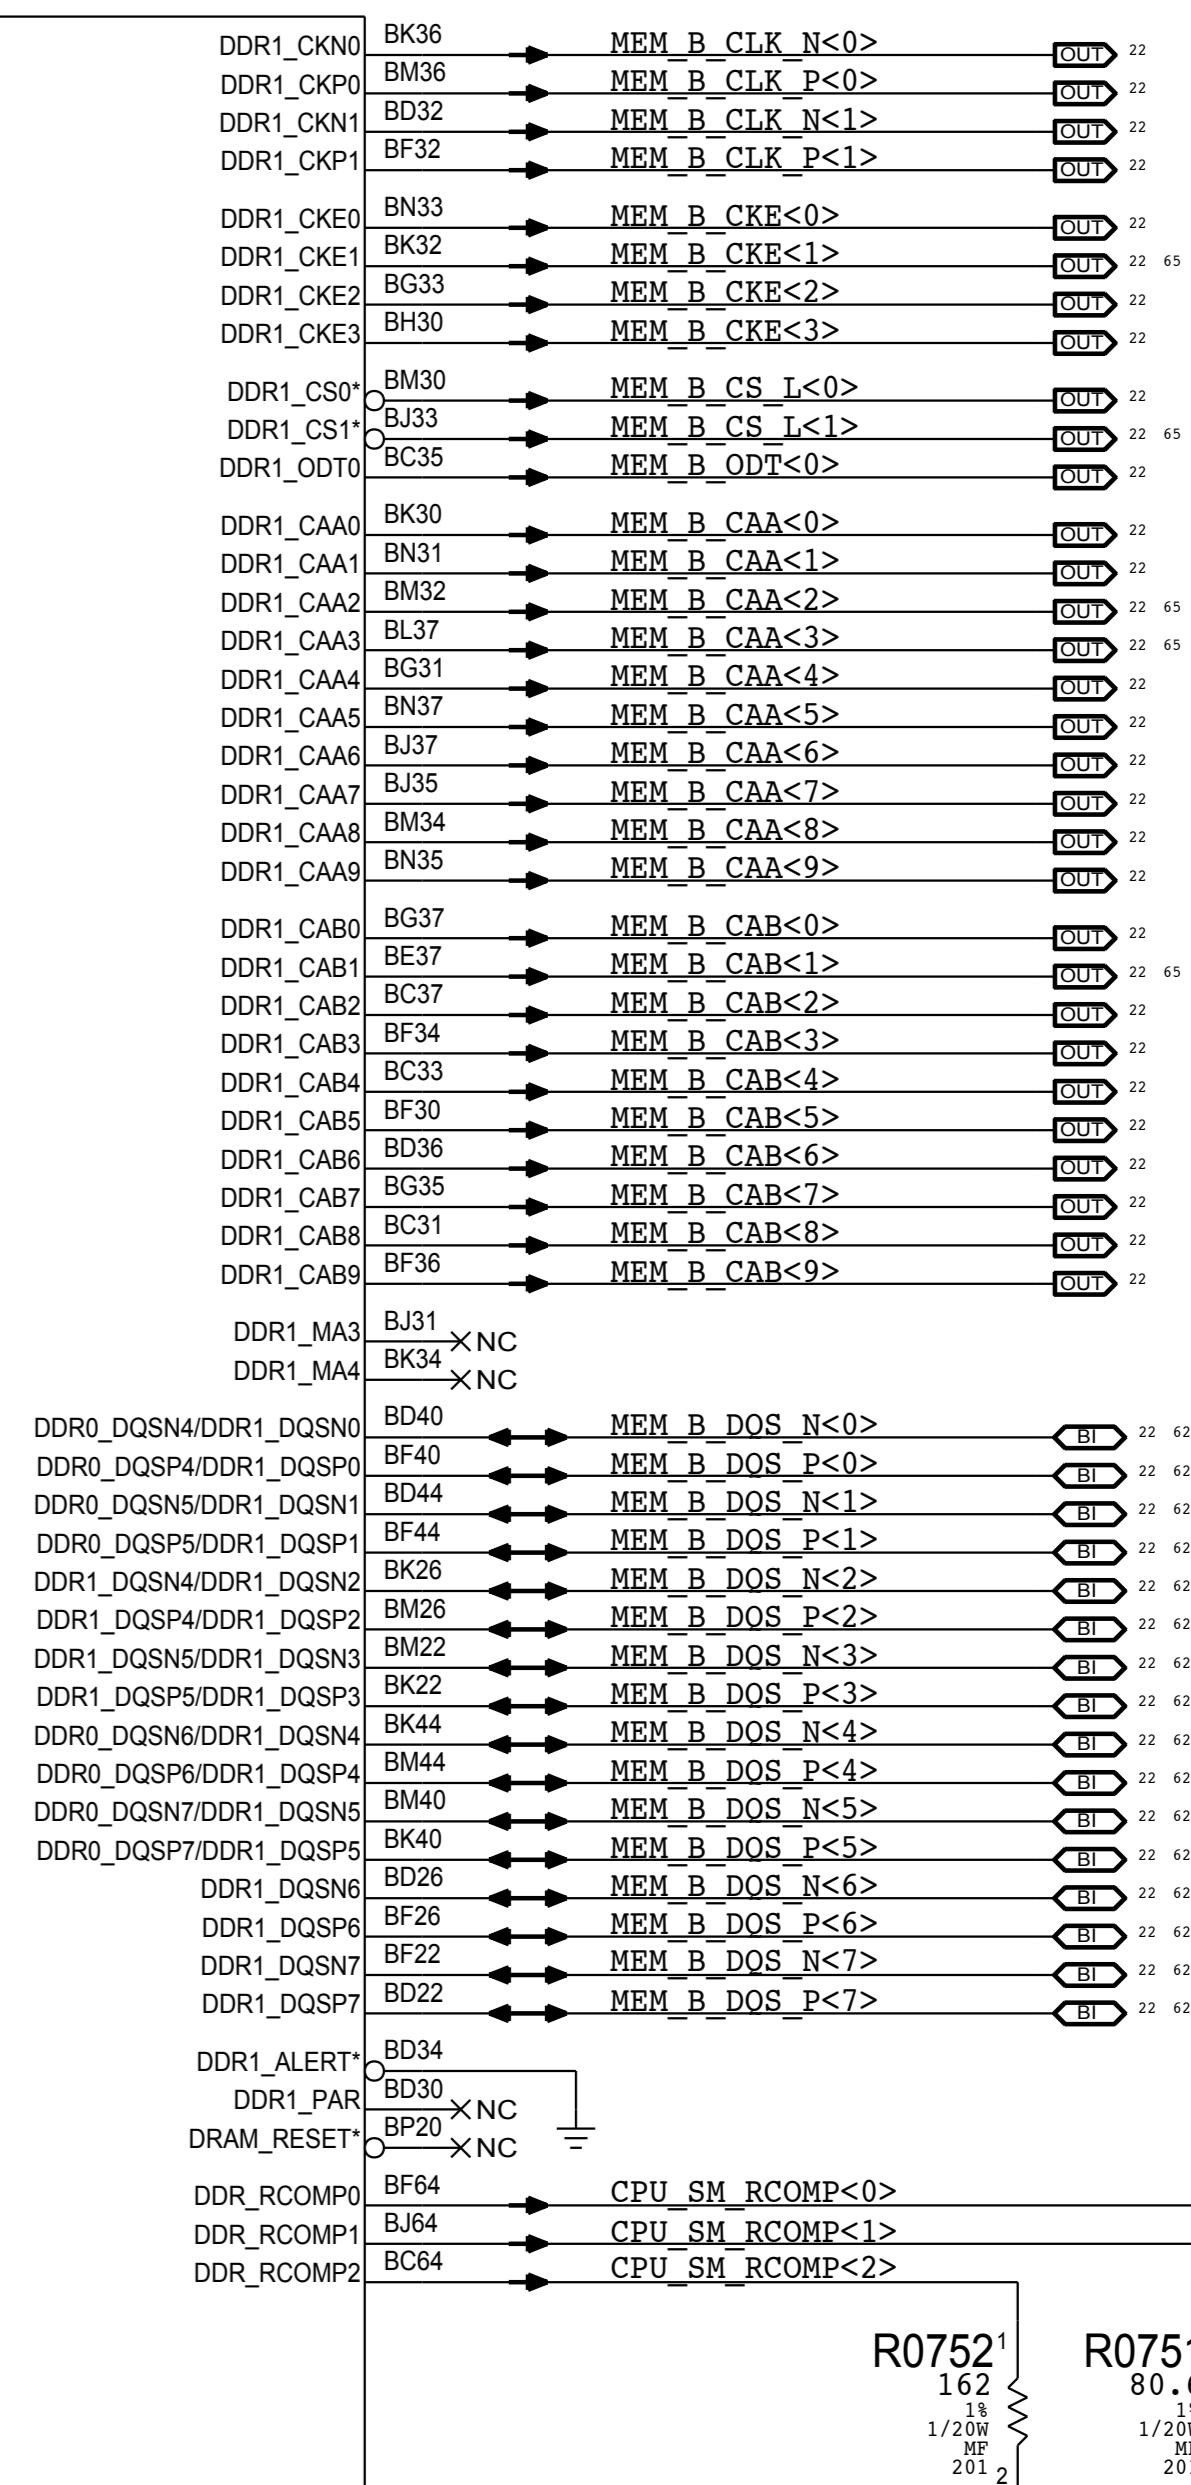 DDR1_CKN0 BK36 MEM_B_CLK_N<0> OUT 22
DDR1_CKP0 BM36 MEM_B_CLK_P<0> OUT 22
DDR1_CKN1 BD32 MEM_B_CLK_N<1> OUT 22
DDR1_CKP1 BF32 MEM_B_CLK_P<1> OUT 22
DDR1_CKE0 BN33 MEM_B_CKE<0> OUT 22
DDR1_CKE1 BK32 MEM_B_CKE<1> OUT 22 65
DDR1_CKE2 BG33 MEM_B_CKE<2> OUT 22
DDR1_CKE3 BH30 MEM_B_CKE<3> OUT 22
DDR1_CS0* BM30 MEM_B_CS_L<0> OUT 22
DDR1_CS1* BJ33 MEM_B_CS_L<1> OUT 22 65
DDR1_ODT0 BC35 MEM_B_ODT<0> OUT 22
DDR1_CAA0 BK30 MEM_B_CAA<0> OUT 22
DDR1_CAA1 BN31 MEM_B_CAA<1> OUT 22
DDR1_CAA2 BM32 MEM_B_CAA<2> OUT 22 65
DDR1_CAA3 BL37 MEM_B_CAA<3> OUT 22 65
DDR1_CAA4 BG31 MEM_B_CAA<4> OUT 22
DDR1_CAA5 BN37 MEM_B_CAA<5> OUT 22
DDR1_CAA6 BJ37 MEM_B_CAA<6> OUT 22
DDR1_CAA7 BJ35 MEM_B_CAA<7> OUT 22
DDR1_CAA8 BM34 MEM_B_CAA<8> OUT 22
DDR1_CAA9 BN35 MEM_B_CAA<9> OUT 22
DDR1_CAB0 BG37 MEM_B_CAB<0> OUT 22
DDR1_CAB1 BE37 MEM_B_CAB<1> OUT 22 65
DDR1_CAB2 BC37 MEM_B_CAB<2> OUT 22
DDR1_CAB3 BF34 MEM_B_CAB<3> OUT 22
DDR1_CAB4 BC33 MEM_B_CAB<4> OUT 22
DDR1_CAB5 BF30 MEM_B_CAB<5> OUT 22
DDR1_CAB6 BD36 MEM_B_CAB<6> OUT 22
DDR1_CAB7 BG35 MEM_B_CAB<7> OUT 22
DDR1_CAB8 BC31 MEM_B_CAB<8> OUT 22
DDR1_CAB9 BF36 MEM_B_CAB<9> OUT 22
DDR1_MA3 BJ31 NC
DDR1_MA4 BK34 NC
DDR0_DQSN4/DDR1_DQSN0 BD40 MEM_B_DQS_N<0> BI 22 62
DDR0_DQSP4/DDR1_DQSP0 BF40 MEM_B_DQS_P<0> BI 22 62
DDR0_DQSN5/DDR1_DQSN1 BD44 MEM_B_DQS_N<1> BI 22 62
DDR0_DQSP5/DDR1_DQSP1 BF44 MEM_B_DQS_P<1> BI 22 62
DDR1_DQSN4/DDR1_DQSN2 BK26 MEM_B_DQS_N<2> BI 22 62
DDR1_DQSP4/DDR1_DQSP2 BM26 MEM_B_DQS_P<2> BI 22 62
DDR1_DQSN5/DDR1_DQSN3 BM22 MEM_B_DQS_N<3> BI 22 62
DDR1_DQSP5/DDR1_DQSP3 BK22 MEM_B_DQS_P<3> BI 22 62
DDR0_DQSN6/DDR1_DQSN4 BK44 MEM_B_DQS_N<4> BI 22 62
DDR0_DQSP6/DDR1_DQSP4 BM44 MEM_B_DQS_P<4> BI 22 62
DDR0_DQSN7/DDR1_DQSN5 BM40 MEM_B_DQS_N<5> BI 22 62
DDR0_DQSP7/DDR1_DQSP5 BK40 MEM_B_DQS_P<5> BI 22 62
DDR1_DQSN6 BD26 MEM_B_DQS_N<6> BI 22 62
DDR1_DQSP6 BF26 MEM_B_DQS_P<6> BI 22 62
DDR1_DQSN7 BF22 MEM_B_DQS_N<7> BI 22 62
DDR1_DQSP7 BD22 MEM_B_DQS_P<7> BI 22 62
DDR1_ALERT* BD34
DDR1_PAR BD30 NC
DRAM_RESET* BP20 NC
DDR_RCOMP0 BF64 CPU_SM_RCOMP<0>
DDR_RCOMP1 BJ64 CPU_SM_RCOMP<1>
DDR_RCOMP2 BC64 CPU_SM_RCOMP<2>
R0752 1 R0751
162 80.6
1% 1%
1/20W 1/20W
MF
201 2